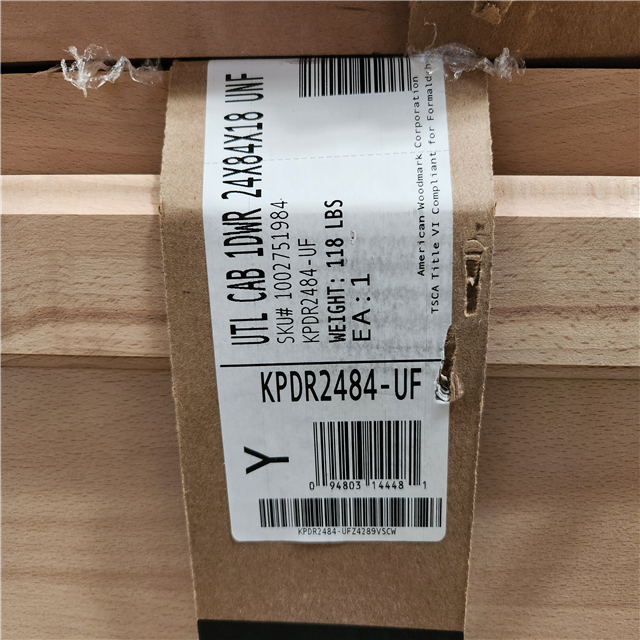 UTL CAB 1DWR 24X84X18 UNF
SKU# 1002751984
KPDR2484-UF
WEIGHT: 118 LBS
EA: 1
American Woodmark Corporation
TSCA Title VI Compliant for
KPDR2484-UF
Y
0 94803 14448 1
KPDR2484-UFZ4289VSCW